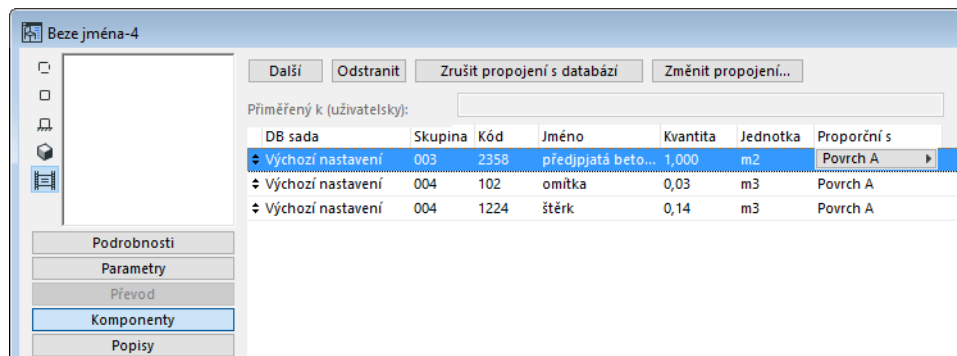 Beze jména-4
Další Odstranit Zrušit propojení s databází Změnit propojení...
Přiměřený k (uživatelsky):
DB sada Skupina Kód Jméno Kvantita Jednotka Proporční s
Výchozí nastavení 003 2358 předjpjatá beto... 1,000 m2 Povrch A
Výchozí nastavení 004 102 omítka 0,03 m3 Povrch A
Výchozí nastavení 004 1224 štěrk 0,14 m3 Povrch A
Podrobnosti
Parametry
Převod
Komponenty
Popisy